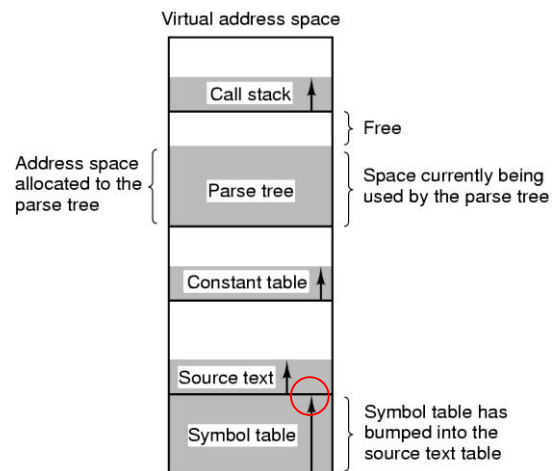 Virtual address space
Call stack
Free
Address space
allocated to the
parse tree
Parse tree
Space currently being
used by the parse tree
Constant table
Source text
Symbol table
Symbol table has
bumped into the
source text table